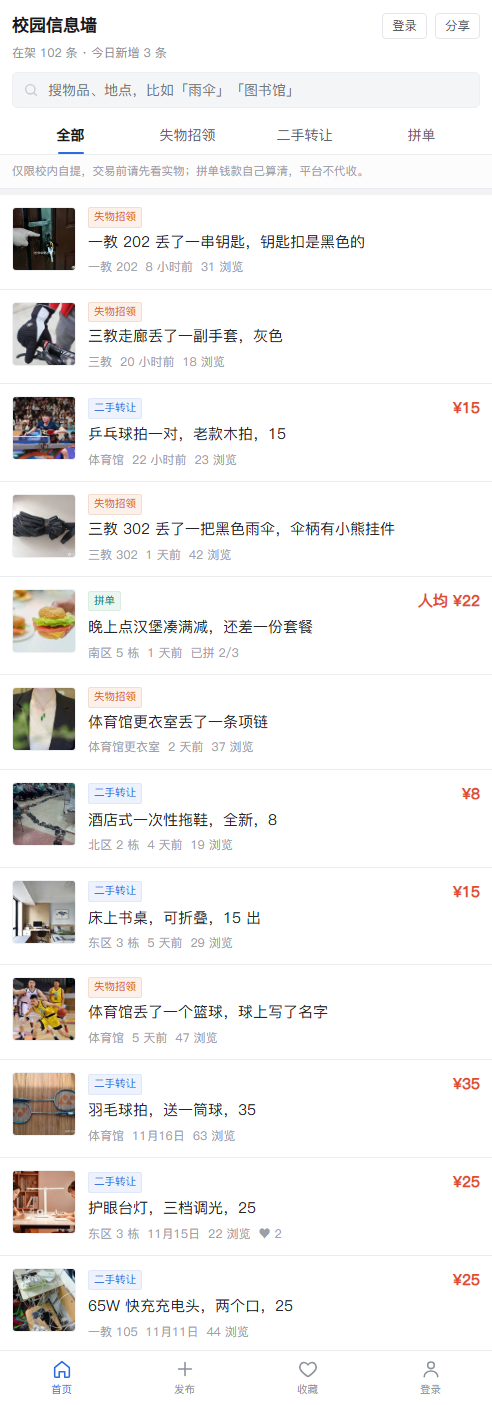 校园信息墙
登录
分享
在架 102 条 · 今日新增 3 条
搜物品、地点，比如「雨伞」「图书馆」
全部
失物招领
二手转让
拼单
仅限校内自提，交易前请先看实物；拼单钱款自己算清，平台不代收。
失物招领
一教 202 丢了一串钥匙，钥匙扣是黑色的
一教 202 8 小时前 31 浏览
失物招领
三教走廊丢了一副手套，灰色
三教 20 小时前 18 浏览
二手转让
¥15
乒乓球拍一对，老款木拍，15
体育馆 22 小时前 23 浏览
失物招领
三教 302 丢了一把黑色雨伞，伞柄有小熊挂件
三教 302 1 天前 42 浏览
拼单
人均 ¥22
晚上点汉堡凑满减，还差一份套餐
南区 5 栋 1 天前 已拼 2/3
失物招领
体育馆更衣室丢了一条项链
体育馆更衣室 2 天前 37 浏览
二手转让
¥8
酒店式一次性拖鞋，全新，8
北区 2 栋 4 天前 19 浏览
二手转让
¥15
床上书桌，可折叠，15 出
东区 3 栋 5 天前 29 浏览
失物招领
体育馆丢了一个篮球，球上写了名字
体育馆 5 天前 47 浏览
二手转让
¥35
羽毛球拍，送一筒球，35
体育馆 11月16日 63 浏览
二手转让
¥25
护眼台灯，三档调光，25
东区 3 栋 11月15日 22 浏览 ♥ 2
二手转让
¥25
65W 快充充电头，两个口，25
一教 105 11月11日 44 浏览
首页
发布
收藏
登录